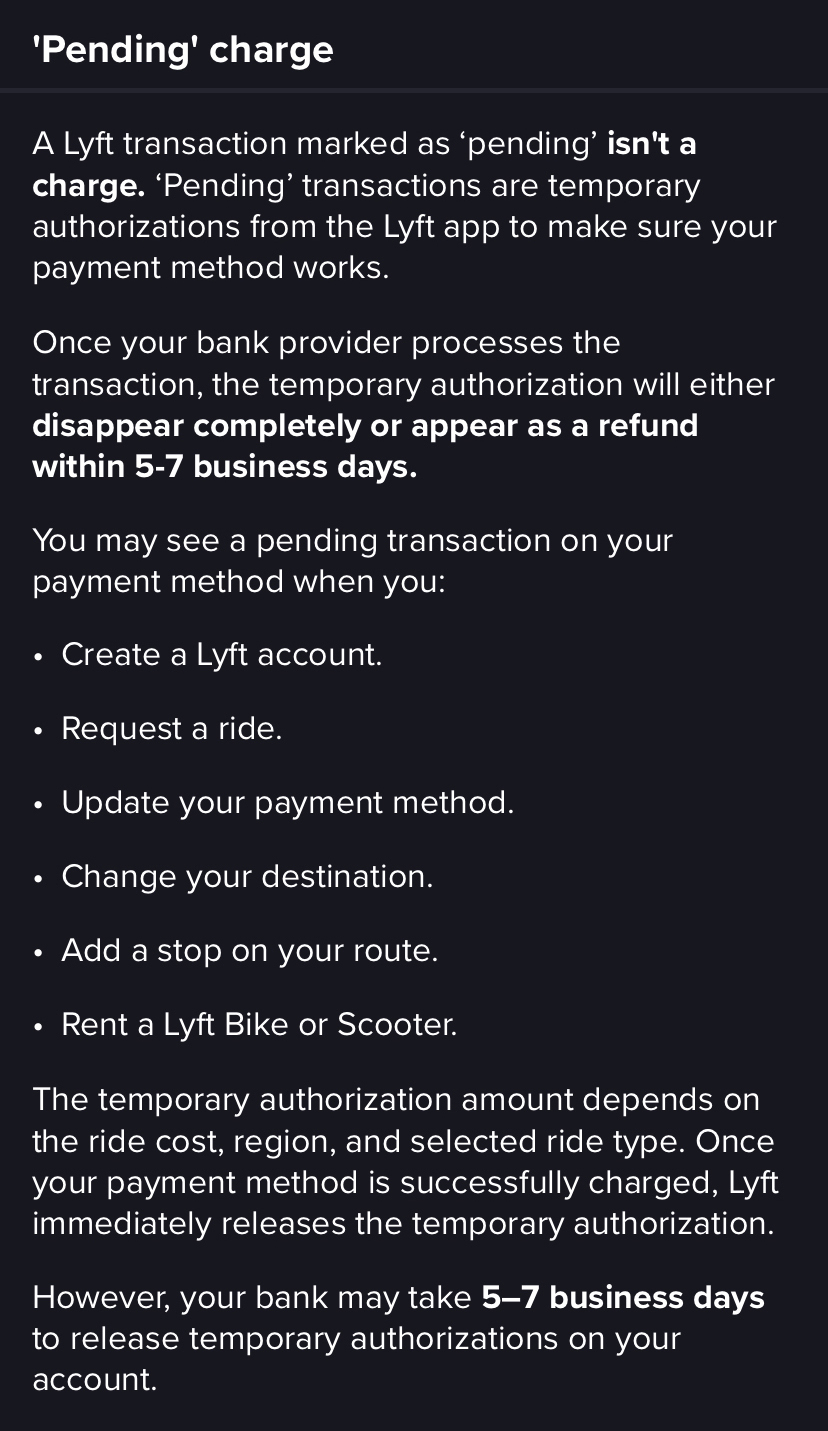 'Pending' charge
A Lyft transaction marked as ‘pending’ isn't a
charge. ‘Pending’ transactions are temporary
authorizations from the Lyft app to make sure your
payment method works.
Once your bank provider processes the
transaction, the temporary authorization will either
disappear completely or appear as a refund
within 5-7 business days.
You may see a pending transaction on your
payment method when you:
• Create a Lyft account.
• Request a ride.
• Update your payment method.
• Change your destination.
• Add a stop on your route.
• Rent a Lyft Bike or Scooter.
The temporary authorization amount depends on
the ride cost, region, and selected ride type. Once
your payment method is successfully charged, Lyft
immediately releases the temporary authorization.
However, your bank may take 5–7 business days
to release temporary authorizations on your
account.